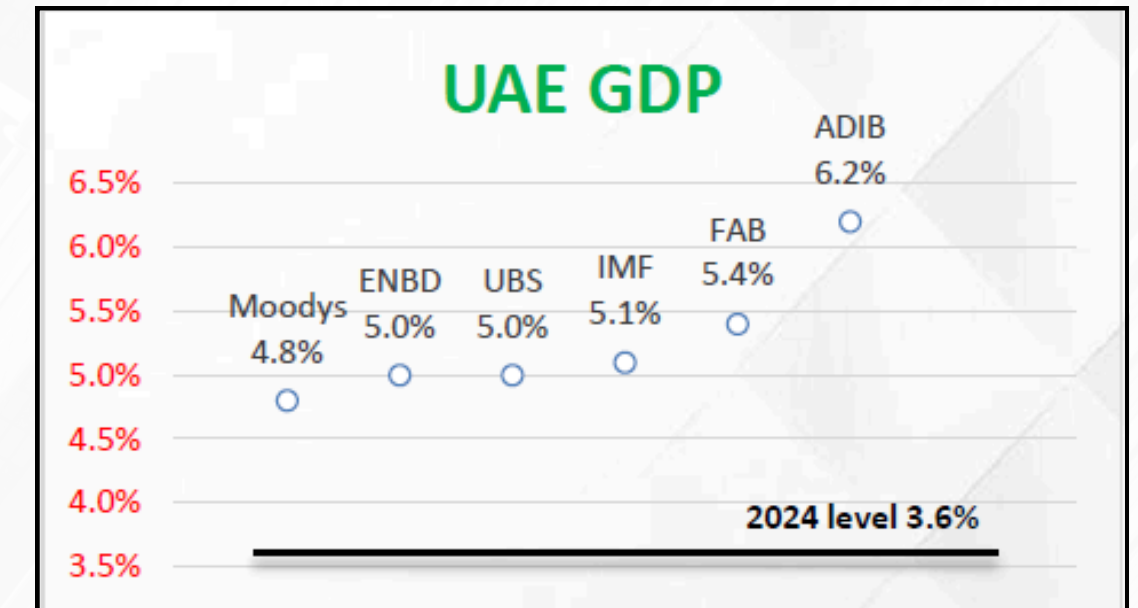 UAE GDP
ADIB
6.2%
FAB
5.4%
IMF
5.1%
UBS
5.0%
ENBD
5.0%
Moodys
4.8%
6.5%
6.0%
5.5%
5.0%
4.5%
4.0%
3.5%
2024 level 3.6%